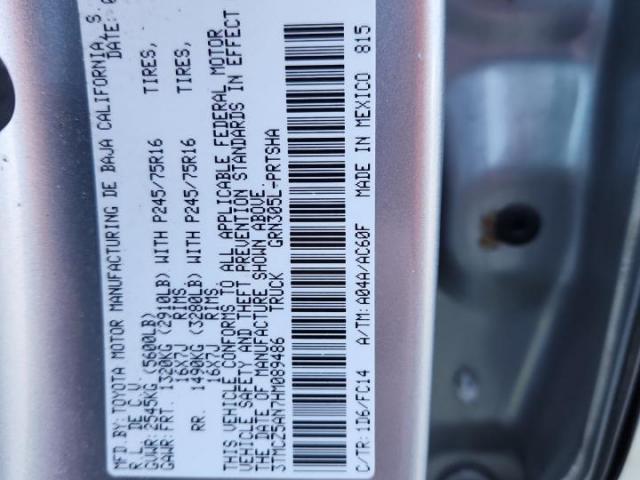 MFD.BY: TOYOTA MOTOR MANUFACTURING DE BAJA CALIFORNIA, S.
R.L. DE C.V. DATE:
GVWR: 2545KG (5600LB)
GAWR: FRT. 1320KG (2910LB) WITH P245/75R16 TIRES,
16X7J RIMS
RR. 1490KG (3280LB) WITH P245/75R16 TIRES,
16X7J RIMS
THIS VEHICLE CONFORMS TO ALL APPLICABLE FEDERAL MOTOR
VEHICLE SAFETY AND THEFT PREVENTION STANDARDS IN EFFECT
ON THE DATE OF MANUFACTURE SHOWN ABOVE.
3TMCZ5AN7HM089486 TRUCK GRN305L-PRTSHA
C/TR: 1D6/FC14 A/TM: A04A/AC60F MADE IN MEXICO 815